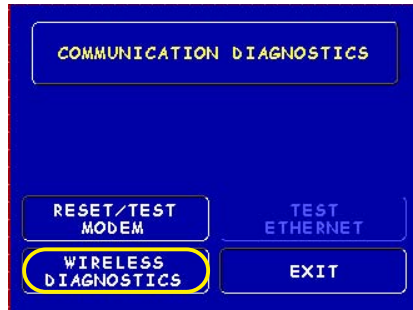 COMMUNICATION DIAGNOSTICS
RESET/TEST
MODEM
TEST
ETHERNET
WIRELESS
DIAGNOSTICS
EXIT